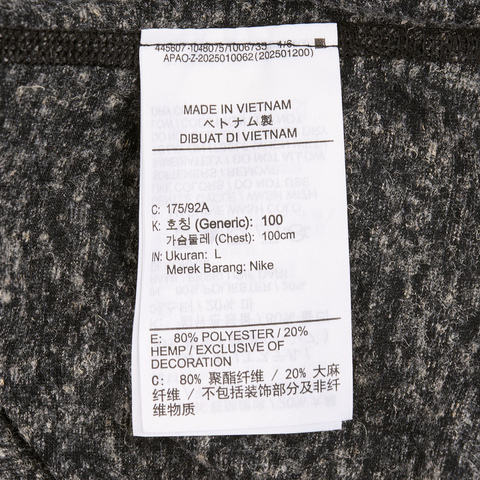 445607-1048075/1006735 4/6
APAO-Z-2025010062 (202501200)
MADE IN VIETNAM
ベトナム製
DIBUAT DI VIETNAM
C: 175/92A
K: 호칭 (Generic): 100
가슴둘레 (Chest): 100cm
IN: Ukuran: L
Merek Barang: Nike
E: 80% POLYESTER / 20%
HEMP / EXCLUSIVE OF
DECORATION
C: 80% 聚酯纤维 / 20% 大麻
纤维 / 不包括装饰部分及非纤
维物质